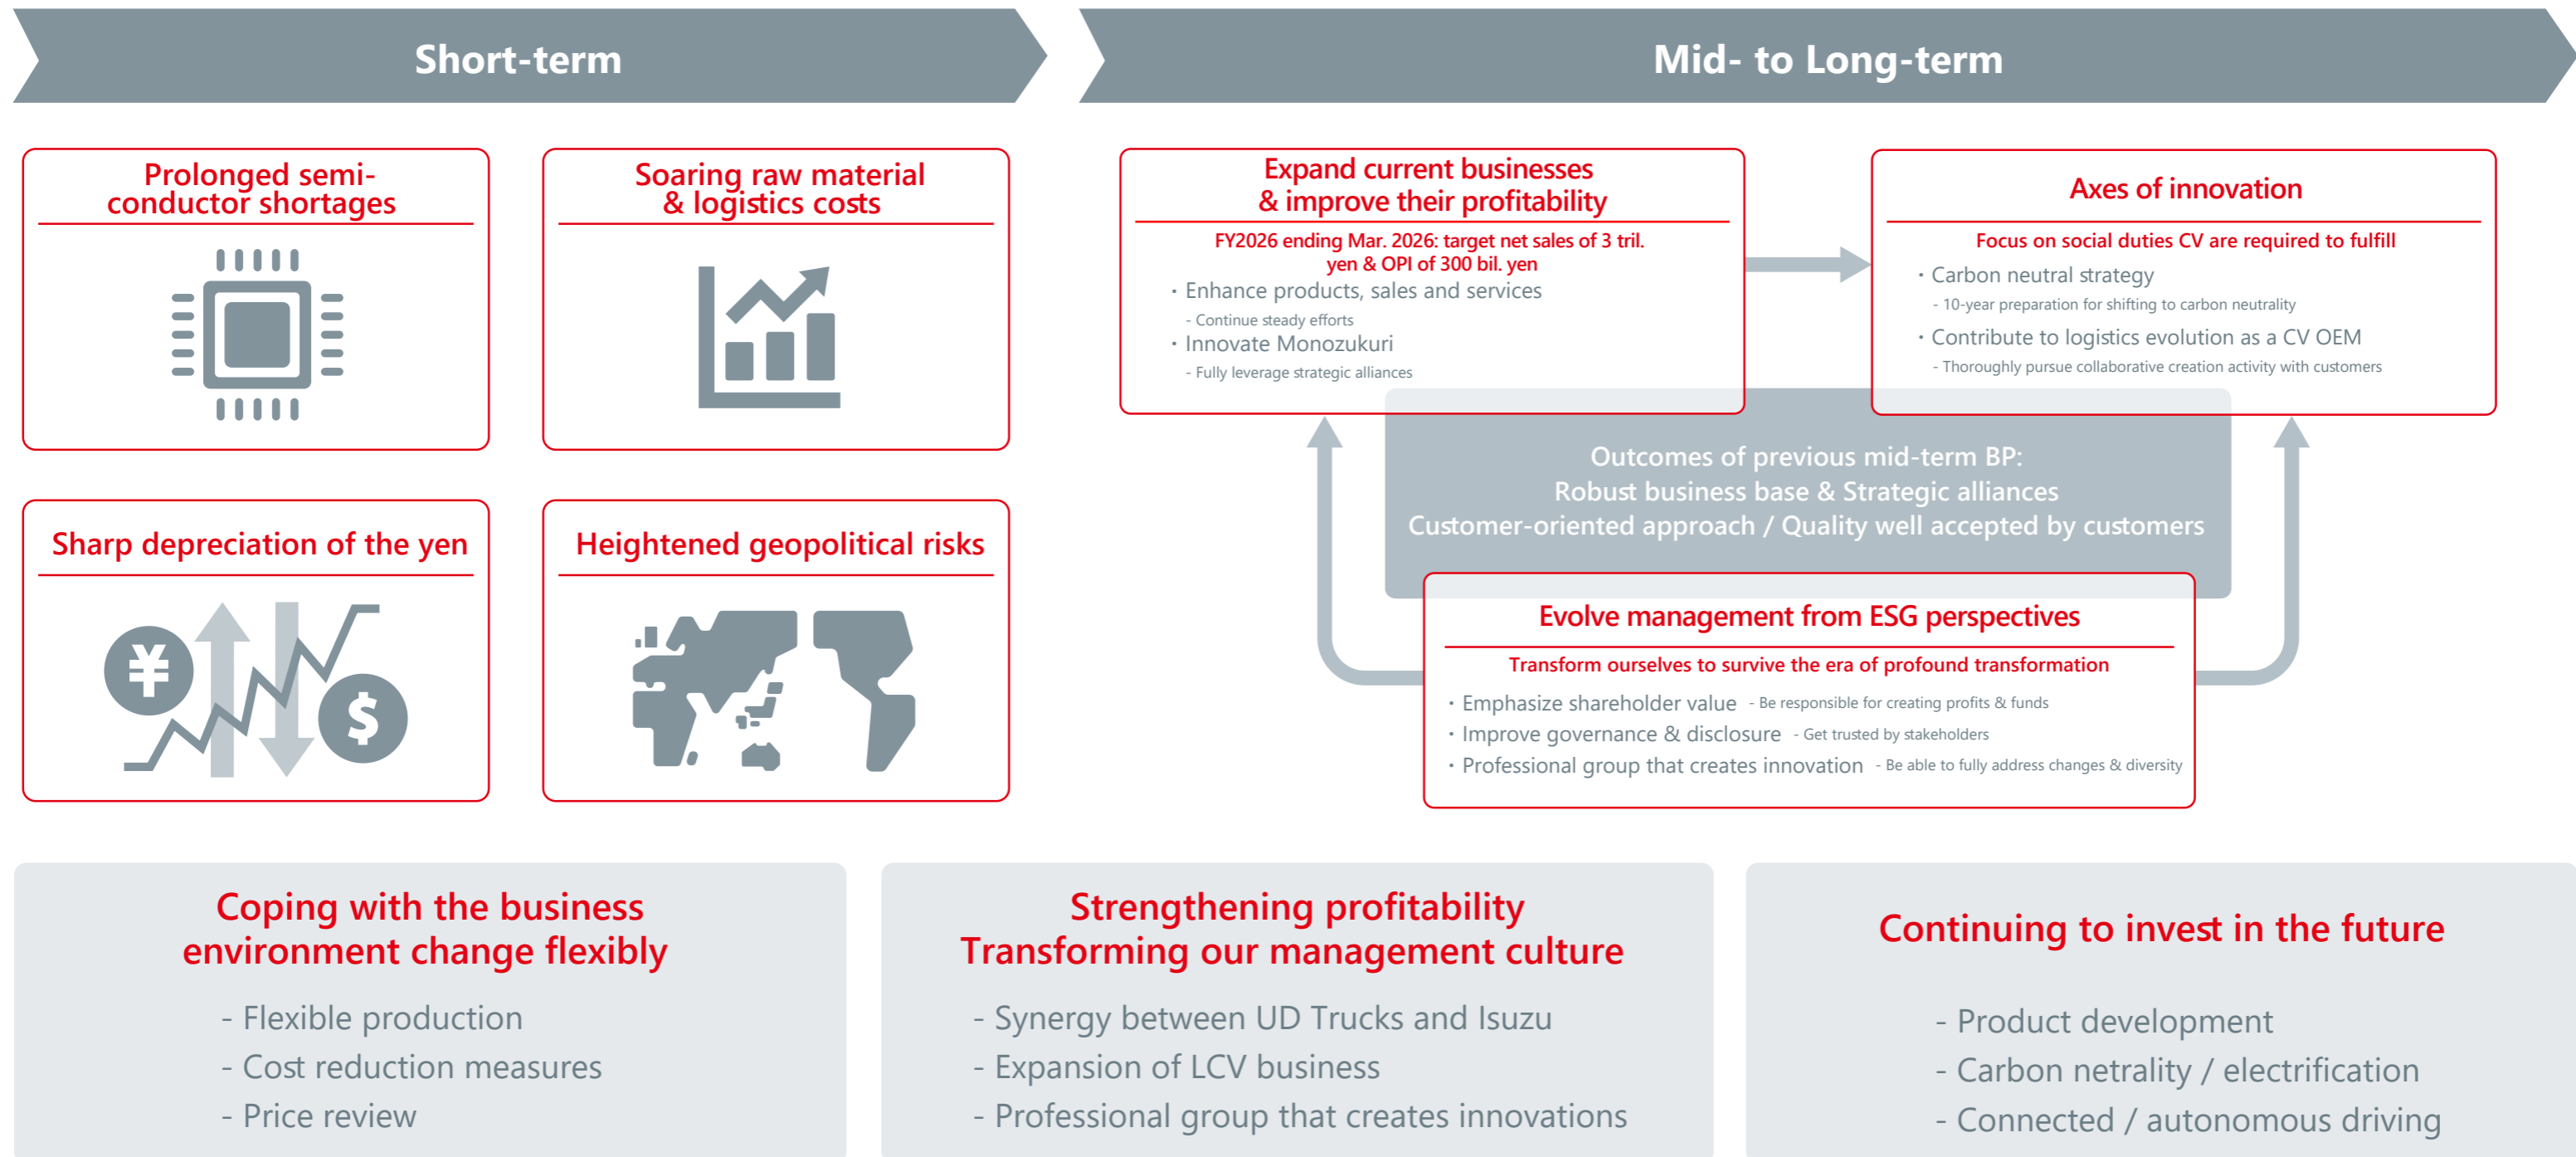 Short-term
Mid- to Long-term
Prolonged semi-
conductor shortages
Soaring raw material
& logistics costs
Sharp depreciation of the yen
¥
$
Heightened geopolitical risks
Expand current businesses
& improve their profitability
FY2026 ending Mar. 2026: target net sales of 3 tril.
yen & OPI of 300 bil. yen
・Enhance products, sales and services
- Continue steady efforts
・Innovate Monozukuri
- Fully leverage strategic alliances
Axes of innovation
Focus on social duties CV are required to fulfill
・Carbon neutral strategy
- 10-year preparation for shifting to carbon neutrality
・Contribute to logistics evolution as a CV OEM
- Thoroughly pursue collaborative creation activity with customers
Outcomes of previous mid-term BP:
Robust business base & Strategic alliances
Customer-oriented approach / Quality well accepted by customers
Evolve management from ESG perspectives
Transform ourselves to survive the era of profound transformation
・Emphasize shareholder value - Be responsible for creating profits & funds
・Improve governance & disclosure - Get trusted by stakeholders
・Professional group that creates innovation - Be able to fully address changes & diversity
Coping with the business
environment change flexibly
- Flexible production
- Cost reduction measures
- Price review
Strengthening profitability
Transforming our management culture
- Synergy between UD Trucks and Isuzu
- Expansion of LCV business
- Professional group that creates innovations
Continuing to invest in the future
- Product development
- Carbon netrality / electrification
- Connected / autonomous driving